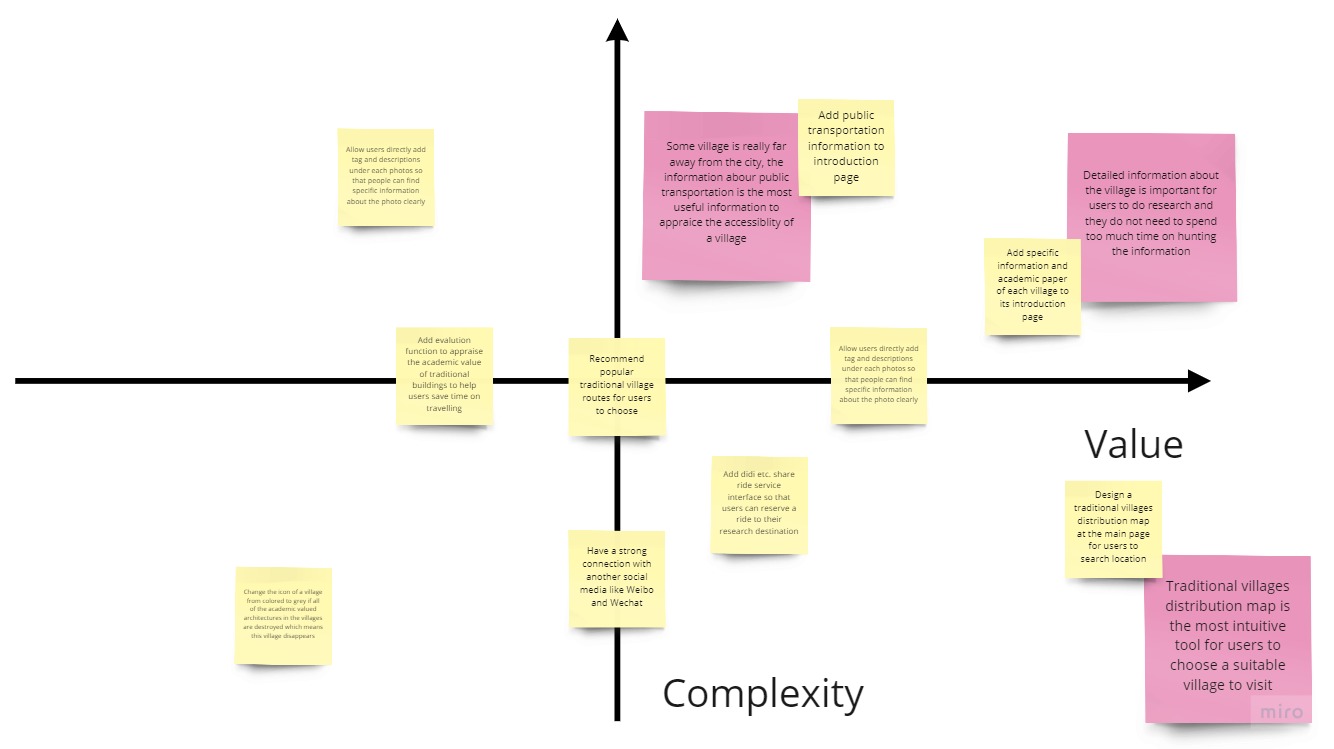 Allow users directly add
tag and descriptions
under each photos so
that people can find
specific information
about the photo clearly
Some village is really far
away from the city, the
information abour public
transportation is the most
useful information to
appraice the accessiblity of
a village
Add public
transportation
information to
introduction
page
Detailed information about
the village is important for
users to do research and
they do not need to spend
too much time on hunting
the information
Add specific
information and
academic paper
of each village to
its introduction
page
Add evalution
function to appraise
the academic value
of traditional
buildings to help
users save time on
travelling
Recommend
popular
traditional village
routes for users
to choose
Allow users directly add
tag and descriptions
under each photos so
that people can find
specific information
about the photo clearly
Value
Add didi etc. share
ride service
interface so that
users can reserve a
ride to their
research destination
Design a
traditional villages
distribution map
at the main page
for users to
search location
Have a strong
connection with
another social
media like Weibo
and Wechat
Change the icon of a village
from colored to grey if all
of the academic valued
architectures in the villages
are destroyed which means
this village disappears
Traditional villages
distribution map is
the most intuitive
tool for users to
choose a suitable
village to visit
Complexity
miro